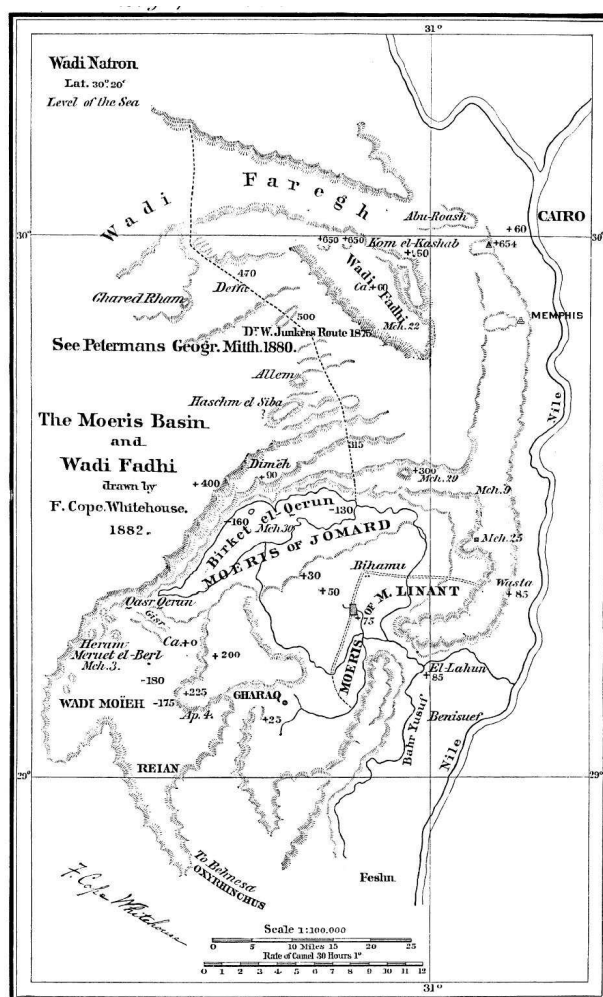 31°
Wadi Natron
Lat. 30°. 20'
Level of the Sea
Wadi Faregh
Abu-Roash
CAIRO
+60
30°
+650
+650
Kom el-Kashab
+654
Wadi Fadhi
Ca.+60
470
Deffa
Ghared Rham
500
Dr. W. Junkers Route 1875
Mch. 22
MEMPHIS
See Petermans Geogr. Mitth. 1880.
Allem
Nile
Haschm el Siba
?
The Moeris Basin
and
Wadi Fadhi
drawn by
F. Cope. Whitehouse.
1882.
315
Dimêh
+90
+400
+300
Mch. 29
Mch. 9
-160
Birket el-Qerun
-130
Mch. 30
MOERIS OF JOMARD
Mch. 25
Bihamu
+30
+50
Wasta
+85
Qasr Qerun
Gisr
MOERIS OF M. LINANT
+75
Heram
Meruet el-Berl
Mch. 3.
Ca.+0
+200
El-Lahun
+85
-180
WADI MOÏEH
-175
+225
Ap. 4.
GHARAQ
+25
Benisuef
Bahr Yusuf
REIAN
29°
Nile
To Behnesa
OXYRHINCHUS
Feshn
F. Cope Whitehouse
Scale 1:100.000
0 5 10 Miles 15 20 25
Rate of Camel 30 Hours 1°
0 1 2 3 4 5 6 7 8 9 10 11 12
31°